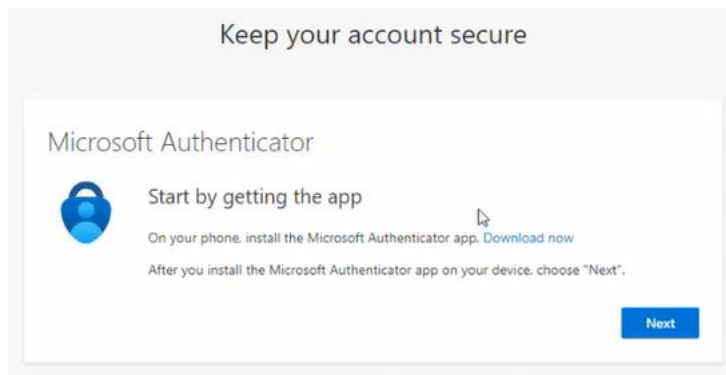 Keep your account secure
Microsoft Authenticator
Start by getting the app
On your phone, install the Microsoft Authenticator app. Download now
After you install the Microsoft Authenticator app on your device, choose "Next".
Next